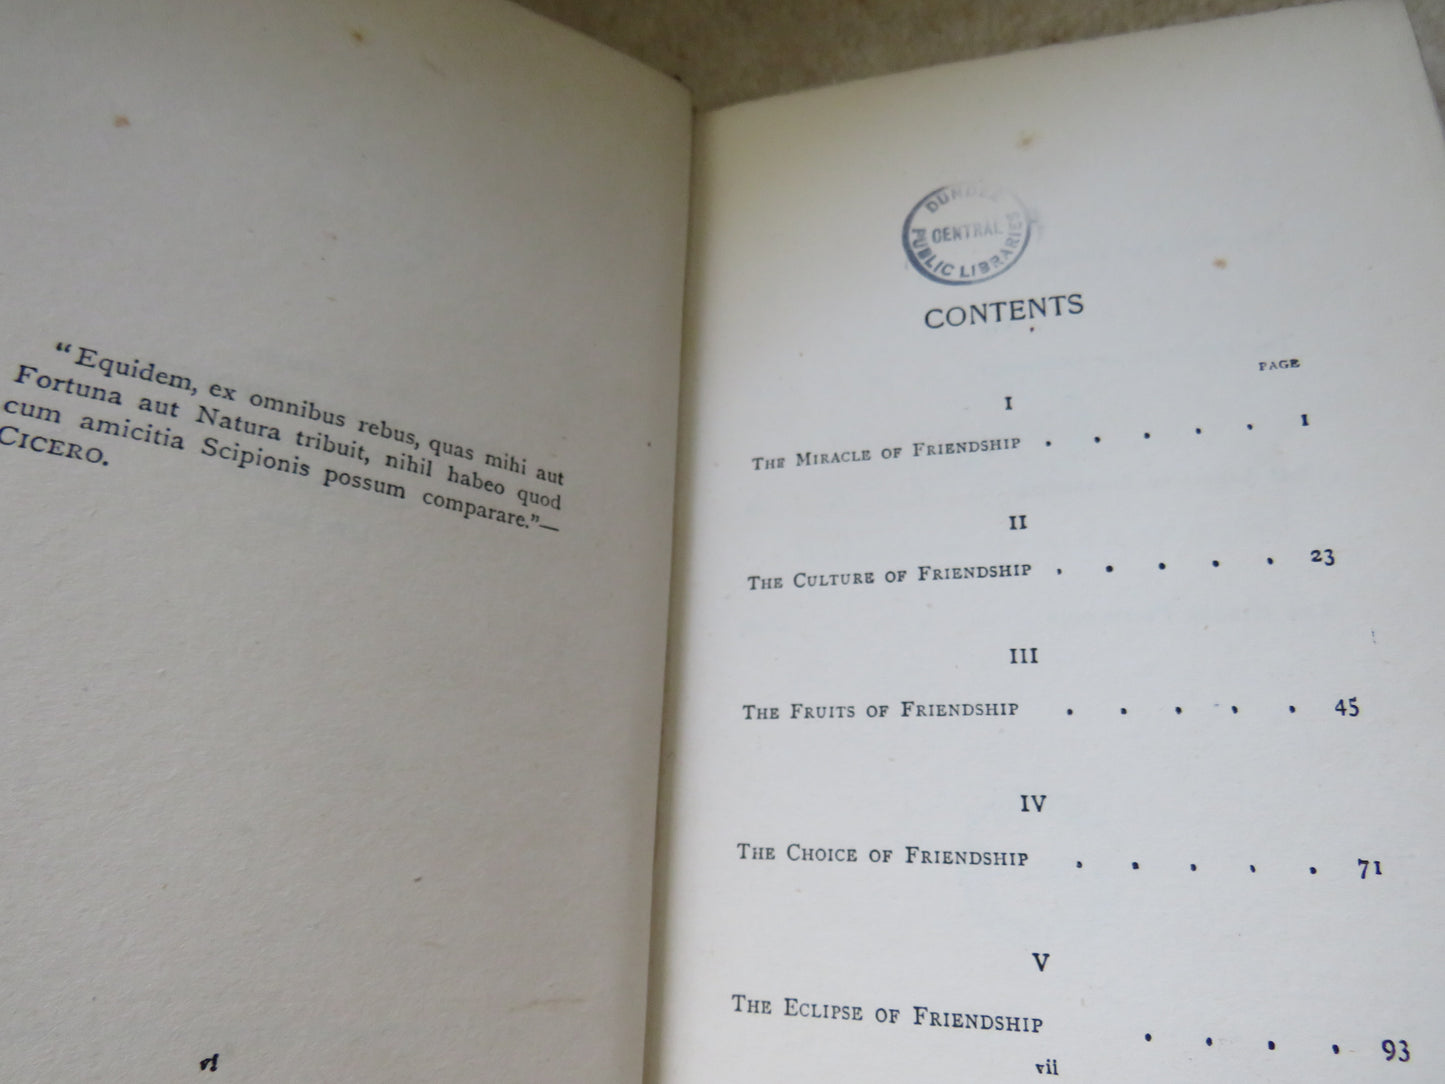 "Equidem, ex omnibus rebus, quas mihi aut
Fortuna aut Natura tribuit, nihil habeo quod
cum amicitia Scipionis possum comparare."—
CICERO.
vi
DUNDEE
CENTRAL
PUBLIC LIBRARIES
CONTENTS
PAGE
I
THE MIRACLE OF FRIENDSHIP . . . . . 1
II
THE CULTURE OF FRIENDSHIP . . . . . 23
III
THE FRUITS OF FRIENDSHIP . . . . . 45
IV
THE CHOICE OF FRIENDSHIP . . . . . 71
V
THE ECLIPSE OF FRIENDSHIP . . . . 93
vii